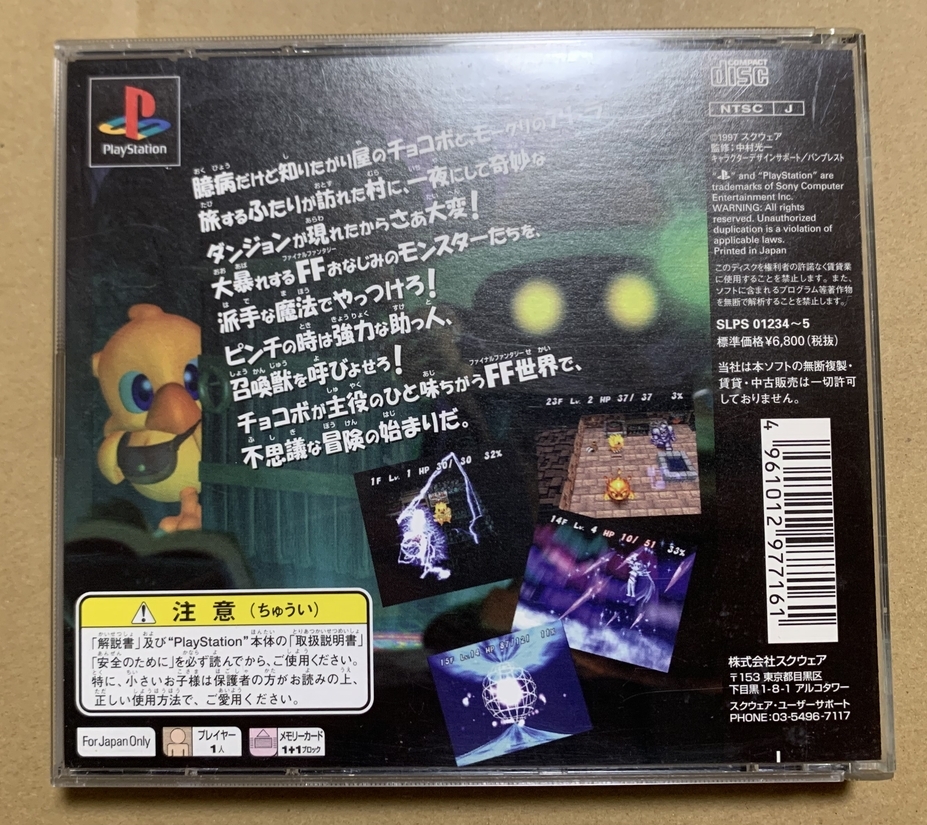 PlayStation
COMPACT
disc
NTSC J
臆病だけど知りたがり屋のチョコボと、モーグリのアリーブ
旅するふたりが訪れた村に、一夜にして奇妙な
ダンジョンが現れたからさぁ大変！
大暴れするFFおなじみのモンスターたちを、
派手な魔法でやっつけろ！
ピンチの時は強力な助っ人、
召喚獣を呼びよせろ！
チョコボが主役のひと味ちがうFF世界で、
不思議な冒険の始まりだ。
©1997 スクウェア
監修：中村光一
キャラクターデザインサポート／バンプレスト
"PS" and "PlayStation" are
trademarks of Sony Computer
Entertainment Inc.
WARNING: All rights
reserved. Unauthorized
duplication is a violation of
applicable laws.
Printed in Japan
このディスクを権利者の許諾なく賃貸業
に使用することを禁止します。また、
ソフトに含まれるプログラム等著作物
を無断で解析することを禁止します。
SLPS 01234～5
標準価格¥6,800(税抜)
当社は本ソフトの無断複製・
賃貸・中古販売は一切許可
しておりません。
4 961012 977161
23F Lv. 2 HP 37/ 37 3%
1F Lv. 1 HP 30/ 30 32%
14F Lv. 4 HP 10/ 51 33%
注意（ちゅうい）
「解説書」及び“PlayStation”本体の「取扱説明書」
「安全のために」を必ず読んでから、ご使用ください。
特に、小さいお子様は保護者の方がお読みの上、
正しい使用方法で、ご愛用ください。
For Japan Only
プレイヤー
1人
メモリーカード
1+1ブロック
株式会社スクウェア
〒153 東京都目黒区
下目黒1-8-1 アルコタワー
スクウェア・ユーザーサポート
PHONE:03-5496-7117